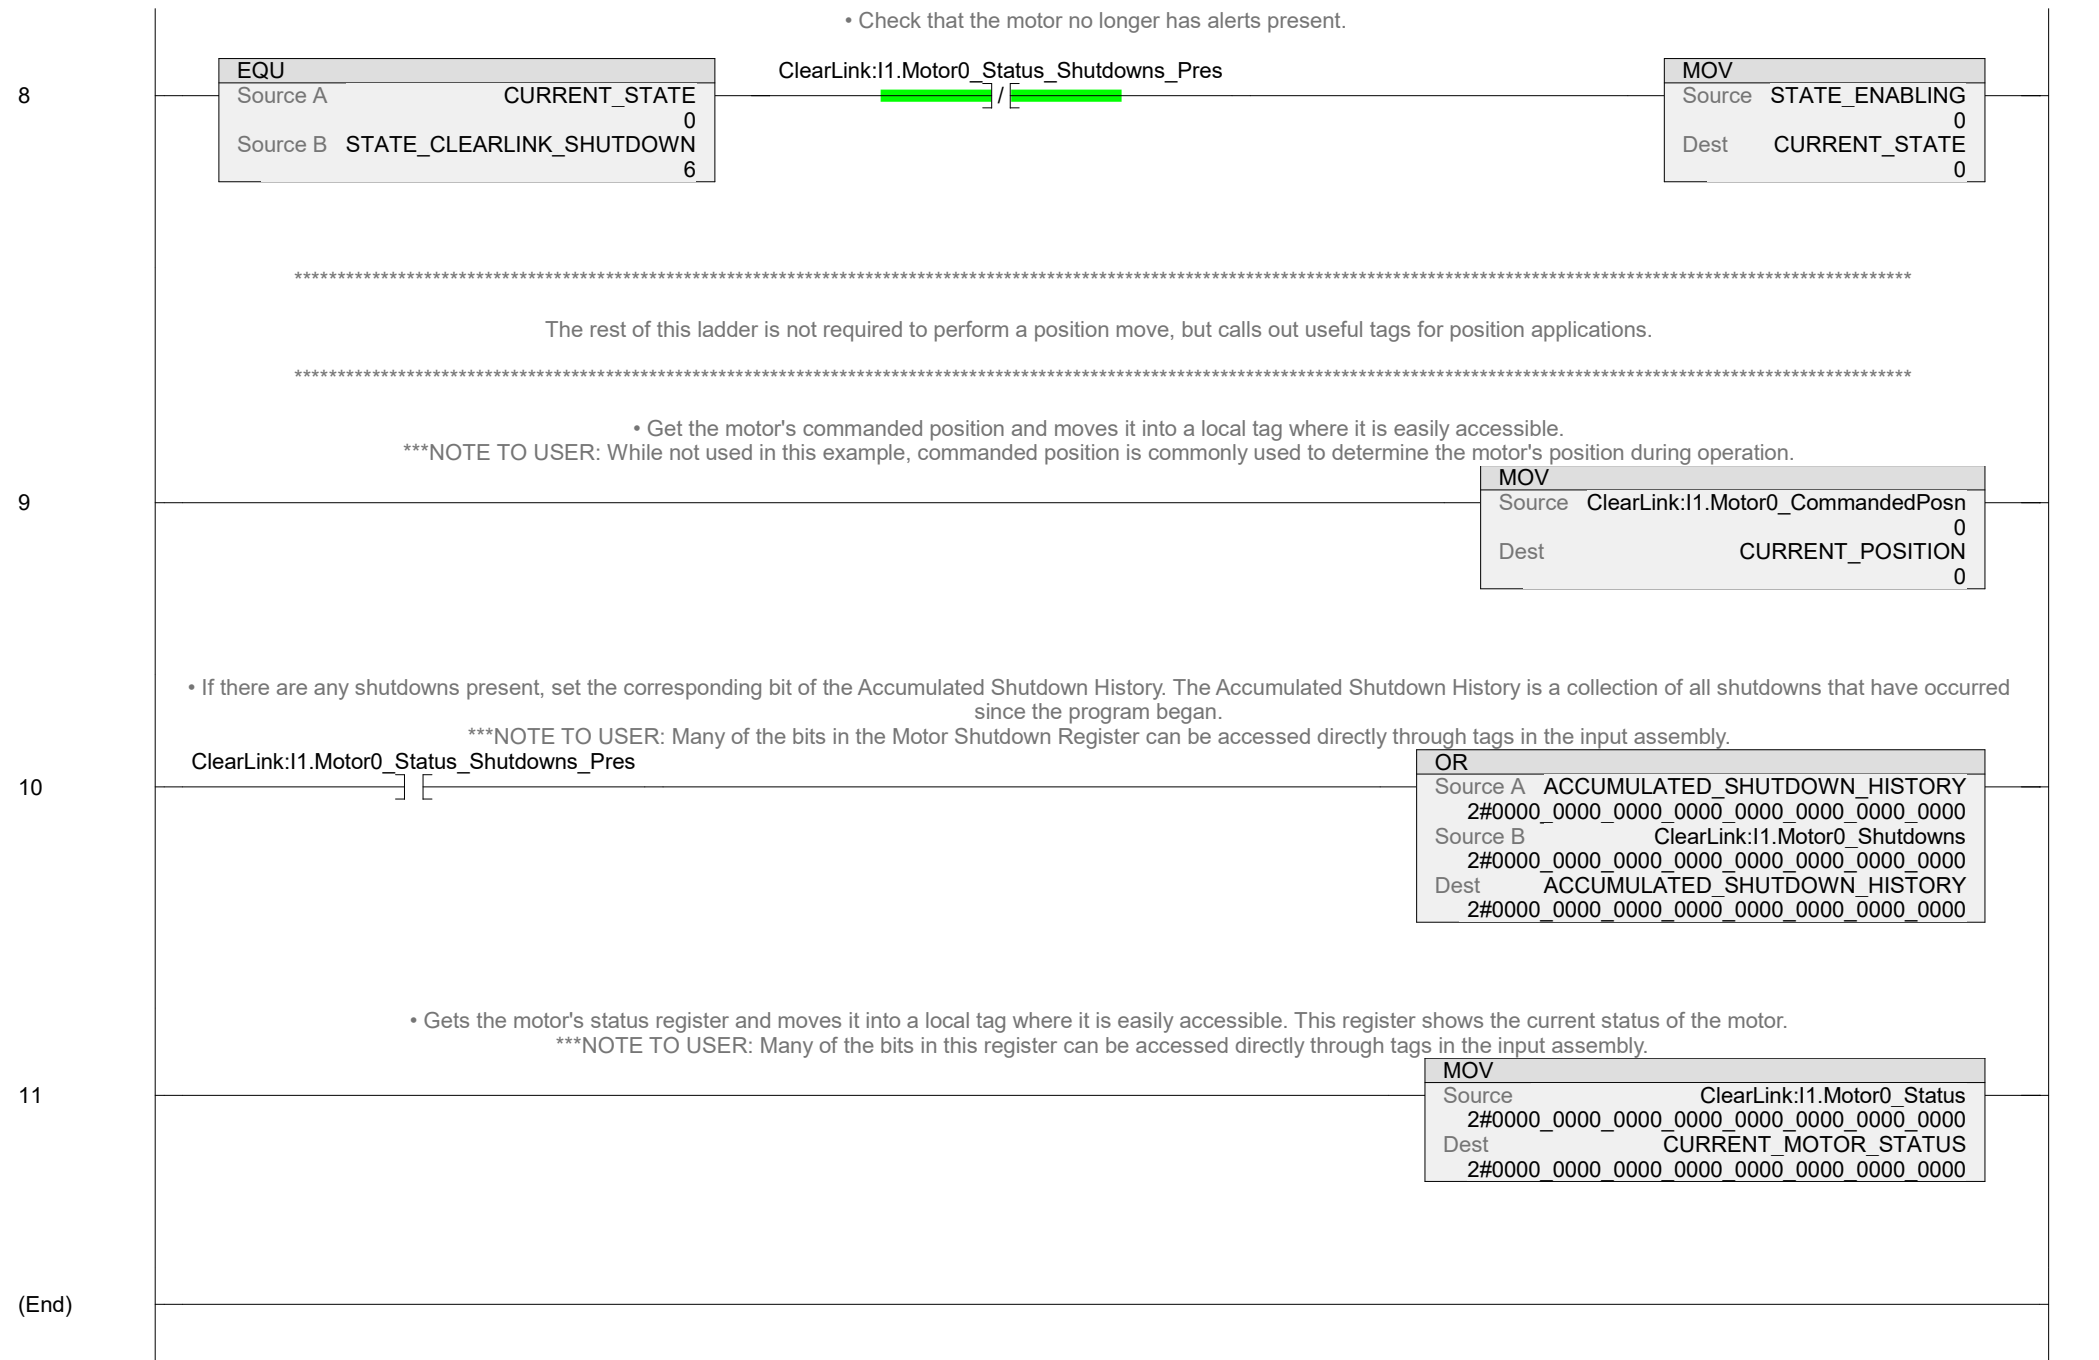 • Check that the motor no longer has alerts present.
8
EQU
Source A CURRENT_STATE
0
Source B STATE_CLEARLINK_SHUTDOWN
6
ClearLink:I1.Motor0_Status_Shutdowns_Pres
/
MOV
Source STATE_ENABLING
0
Dest CURRENT_STATE
0
********************************************************************************************************************************************************************************************
The rest of this ladder is not required to perform a position move, but calls out useful tags for position applications.
********************************************************************************************************************************************************************************************
• Get the motor's commanded position and moves it into a local tag where it is easily accessible.
***NOTE TO USER: While not used in this example, commanded position is commonly used to determine the motor's position during operation.
9
MOV
Source ClearLink:I1.Motor0_CommandedPosn
0
Dest CURRENT_POSITION
0
• If there are any shutdowns present, set the corresponding bit of the Accumulated Shutdown History. The Accumulated Shutdown History is a collection of all shutdowns that have occurred
since the program began.
***NOTE TO USER: Many of the bits in the Motor Shutdown Register can be accessed directly through tags in the input assembly.
10
ClearLink:I1.Motor0_Status_Shutdowns_Pres
OR
Source A ACCUMULATED_SHUTDOWN_HISTORY
2#0000_0000_0000_0000_0000_0000_0000_0000
Source B ClearLink:I1.Motor0_Shutdowns
2#0000_0000_0000_0000_0000_0000_0000_0000
Dest ACCUMULATED_SHUTDOWN_HISTORY
2#0000_0000_0000_0000_0000_0000_0000_0000
• Gets the motor's status register and moves it into a local tag where it is easily accessible. This register shows the current status of the motor.
***NOTE TO USER: Many of the bits in this register can be accessed directly through tags in the input assembly.
11
MOV
Source ClearLink:I1.Motor0_Status
2#0000_0000_0000_0000_0000_0000_0000_0000
Dest CURRENT_MOTOR_STATUS
2#0000_0000_0000_0000_0000_0000_0000_0000
(End)